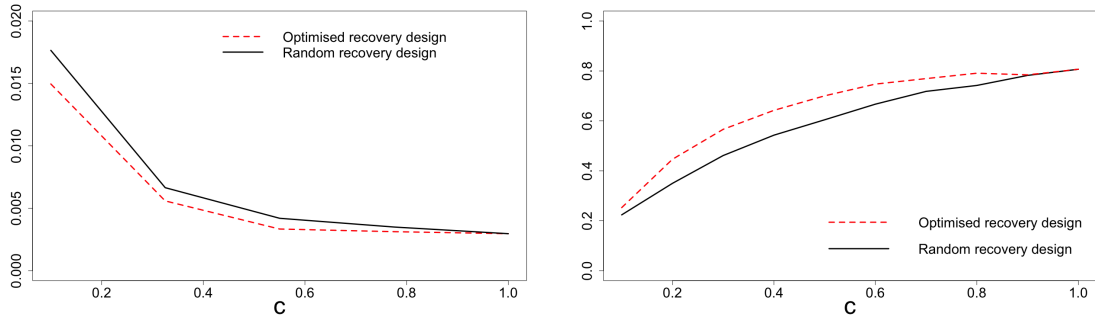 0.020
0.015
0.010
0.005
0.000
Optimised recovery design
Random recovery design
0.2 0.4 0.6 0.8 1.0
C
1.0
0.8
0.6
0.4
0.2
0.0
Optimised recovery design
Random recovery design
0.2 0.4 0.6 0.8 1.0
C